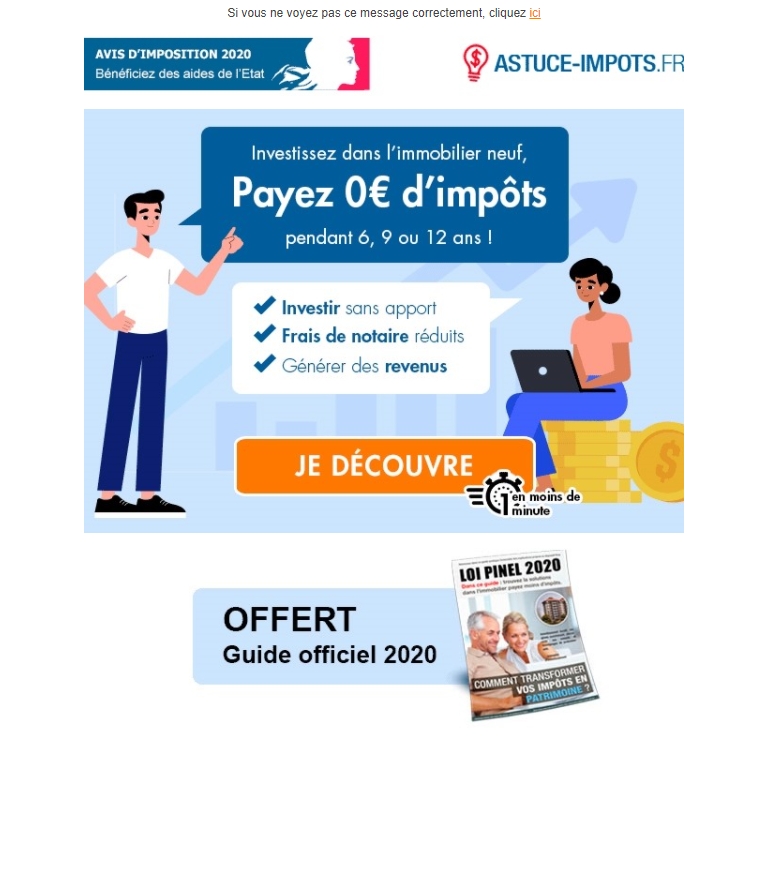 Si vous ne voyez pas ce message correctement, cliquez ici
AVIS D'IMPOSITION 2020
Bénéficiez des aides de l'Etat
ASTUCE-IMPOTS.FR
Investissez dans l'immobilier neuf,
Payez 0€ d'impôts
pendant 6, 9 ou 12 ans !
Investir sans apport
Frais de notaire réduits
Générer des revenus
JE DÉCOUVRE
en moins de
1 minute
OFFERT
Guide officiel 2020
LOI PINEL 2020
Dans ce guide : trouvez la solutions
dans l'immobilier payez moins d'impôts.
COMMENT TRANSFORMER
VOS IMPÔTS EN
PATRIMOINE ?